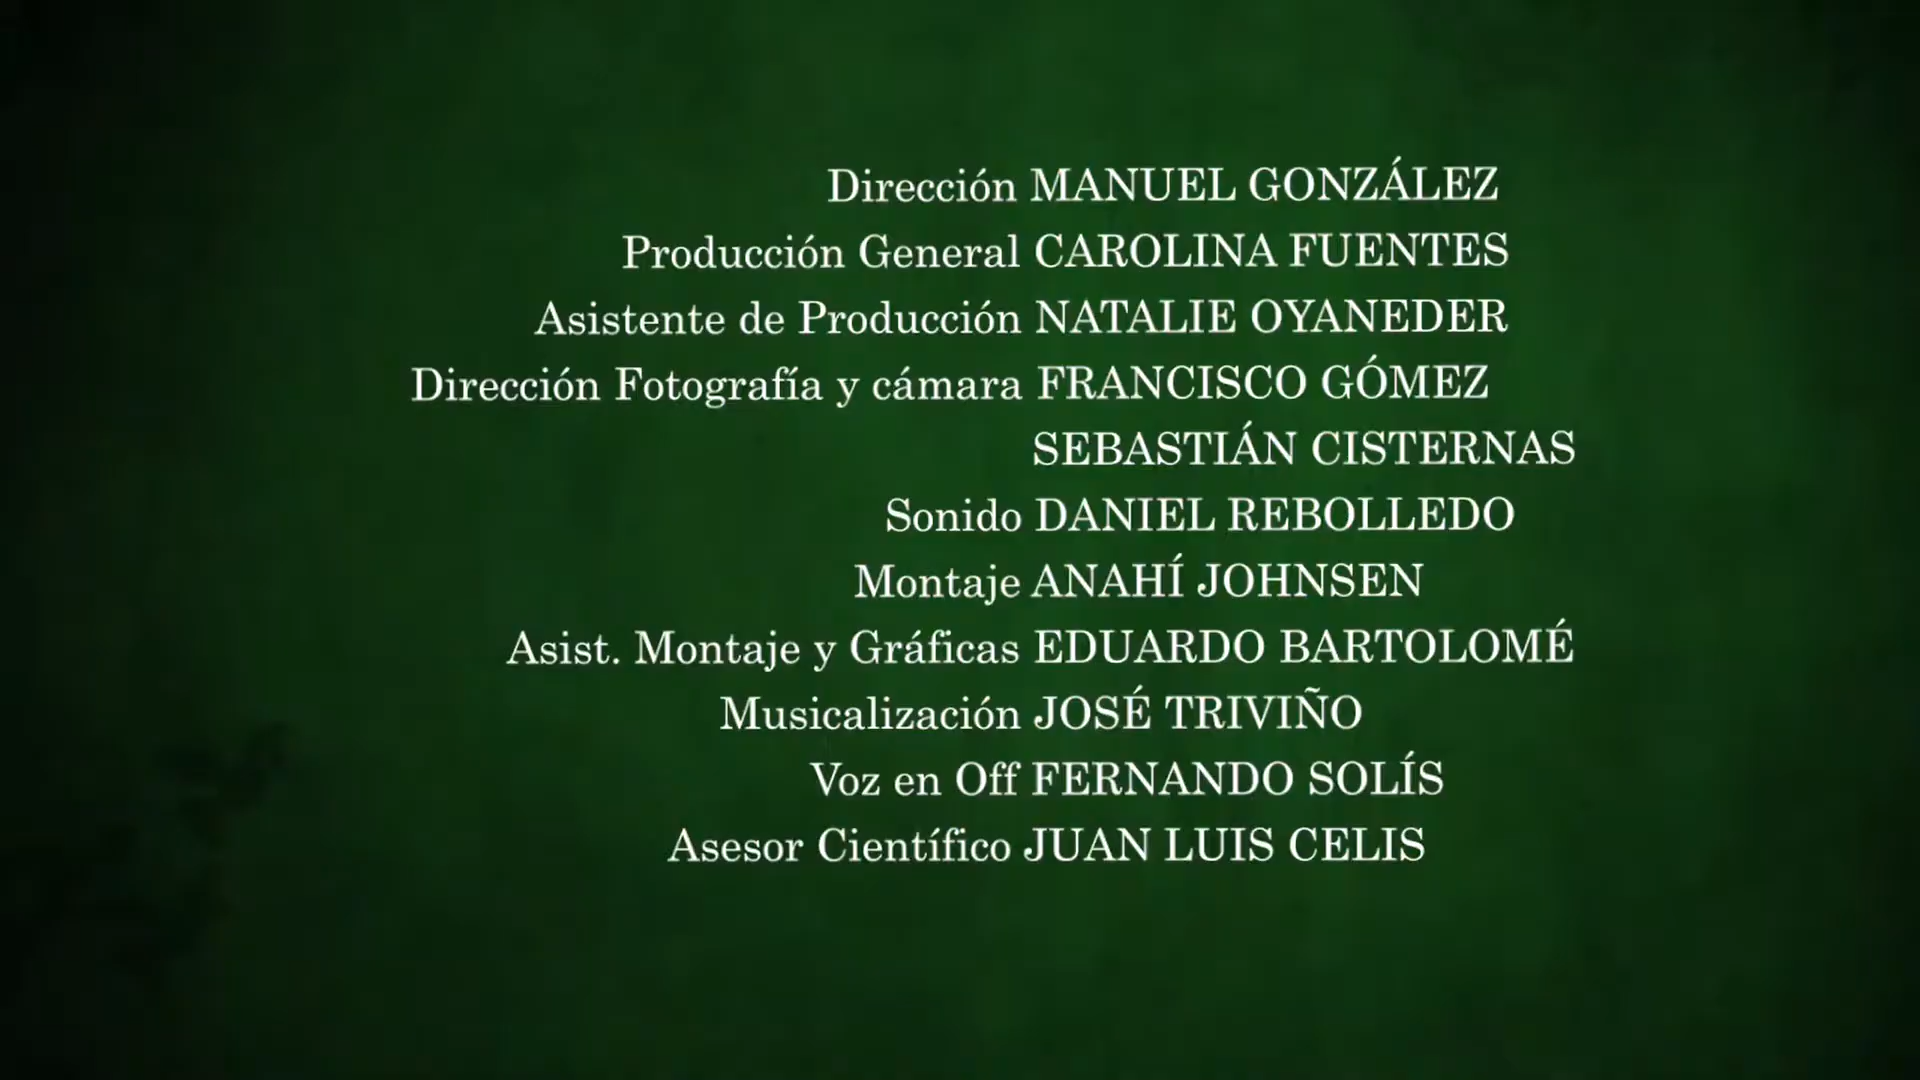 Dirección MANUEL GONZÁLEZ
Producción General CAROLINA FUENTES
Asistente de Producción NATALIE OYANEDER
Dirección Fotografía y cámara FRANCISCO GÓMEZ
SEBASTIÁN CISTERNAS
Sonido DANIEL REBOLLEDO
Montaje ANAHÍ JOHNSEN
Asist. Montaje y Gráficas EDUARDO BARTOLOMÉ
Musicalización JOSÉ TRIVIÑO
Voz en Off FERNANDO SOLÍS
Asesor Científico JUAN LUIS CELIS